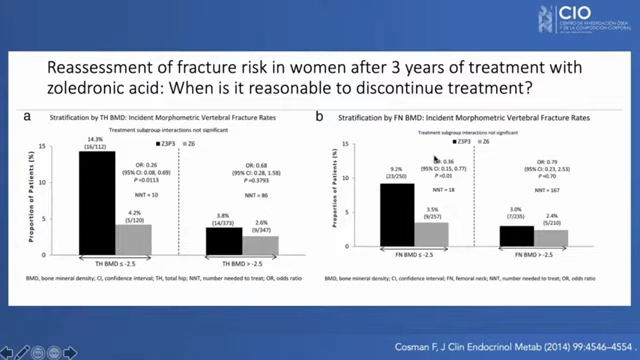 CIO
CENTRO DE INVESTIGACIÓN ÓSEA
Y DE LA COMPOSICIÓN CORPORAL
Reassessment of fracture risk in women after 3 years of treatment with
zoledronic acid: When is it reasonable to discontinue treatment?
a
Stratification by TH BMD: Incident Morphometric Vertebral Fracture Rates
Treatment subgroup interactions not significant
Z3P3 Z6
Proportion of Patients (%)
15
10
5
0
14.3%
(16/112)
4.2%
(5/120)
OR: 0.26
(95% CI: 0.08, 0.69)
P =0.0113
NNT = 10
3.8%
(14/373)
2.6%
(9/347)
OR: 0.68
(95% CI: 0.28, 1.58)
P =0.3793
NNT = 86
TH BMD ≤ -2.5
TH BMD > -2.5
BMD, bone mineral density; CI, confidence interval; TH, total hip; NNT, number needed to treat; OR, odds ratio
b
Stratification by FN BMD: Incident Morphometric Vertebral Fracture Rates
Treatment subgroup interactions not significant
Z3P3 Z6
Proportion of Patients (%)
15
10
5
0
9.2%
(23/250)
3.5%
(9/257)
OR: 0.36
(95% CI: 0.15, 0.77)
P <0.01
NNT = 18
3.0%
(7/235)
2.4%
(5/210)
OR: 0.79
(95% CI: 0.23, 2.53)
P =0.70
NNT = 167
FN BMD ≤ -2.5
FN BMD > -2.5
BMD, bone mineral density; CI, confidence interval; FN, femoral neck; NNT, number needed to treat; OR, odds ratio
Cosman F, J Clin Endocrinol Metab (2014) 99:4546–4554 .